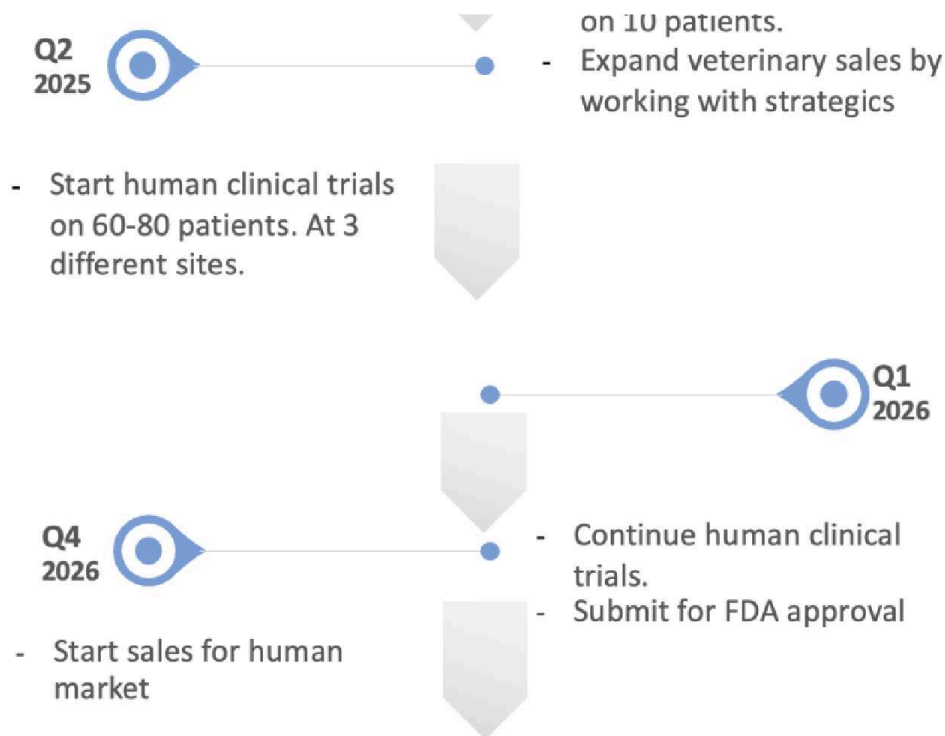 on 10 patients.
Q2
2025
- Expand veterinary sales by
working with strategics
- Start human clinical trials
on 60-80 patients. At 3
different sites.
Q1
2026
Q4
2026
- Continue human clinical
trials.
- Submit for FDA approval
- Start sales for human
market